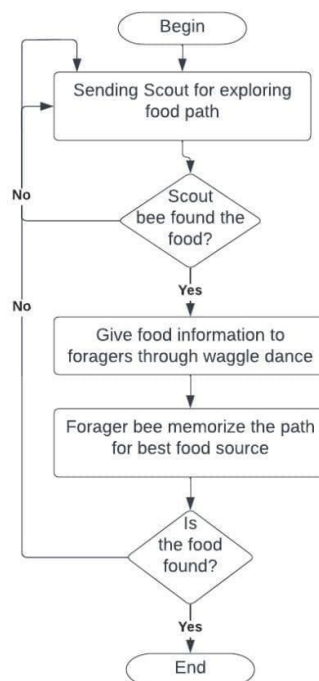 Begin
Sending Scout for exploring
food path
No
Scout
bee found the
food?
Yes
No
Give food information to
foragers through waggle dance
Forager bee memorize the path
for best food source
Is
the food
found?
Yes
End